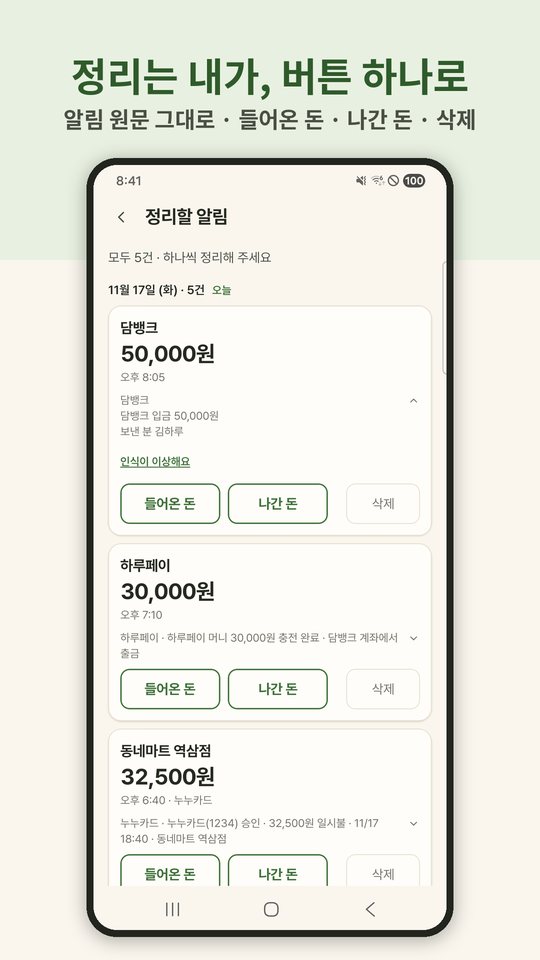 정리는 내가, 버튼 하나로
알림 원문 그대로 · 들어온 돈 · 나간 돈 · 삭제
8:41
100
정리할 알림
모두 5건 · 하나씩 정리해 주세요
11월 17일 (화) · 5건 오늘
담뱅크
50,000원
오후 8:05
담뱅크
담뱅크 입금 50,000원
보낸 분 김하루
인식이 이상해요
들어온 돈 나간 돈 삭제
하루페이
30,000원
오후 7:10
하루페이 · 하루페이 머니 30,000원 충전 완료 · 담뱅크 계좌에서
출금
들어온 돈 나간 돈 삭제
동네마트 역삼점
32,500원
오후 6:40 · 누누카드
누누카드 · 누누카드(1234) 승인 · 32,500원 일시불 · 11/17
18:40 · 동네마트 역삼점
들어온 돈 나간 돈 삭제